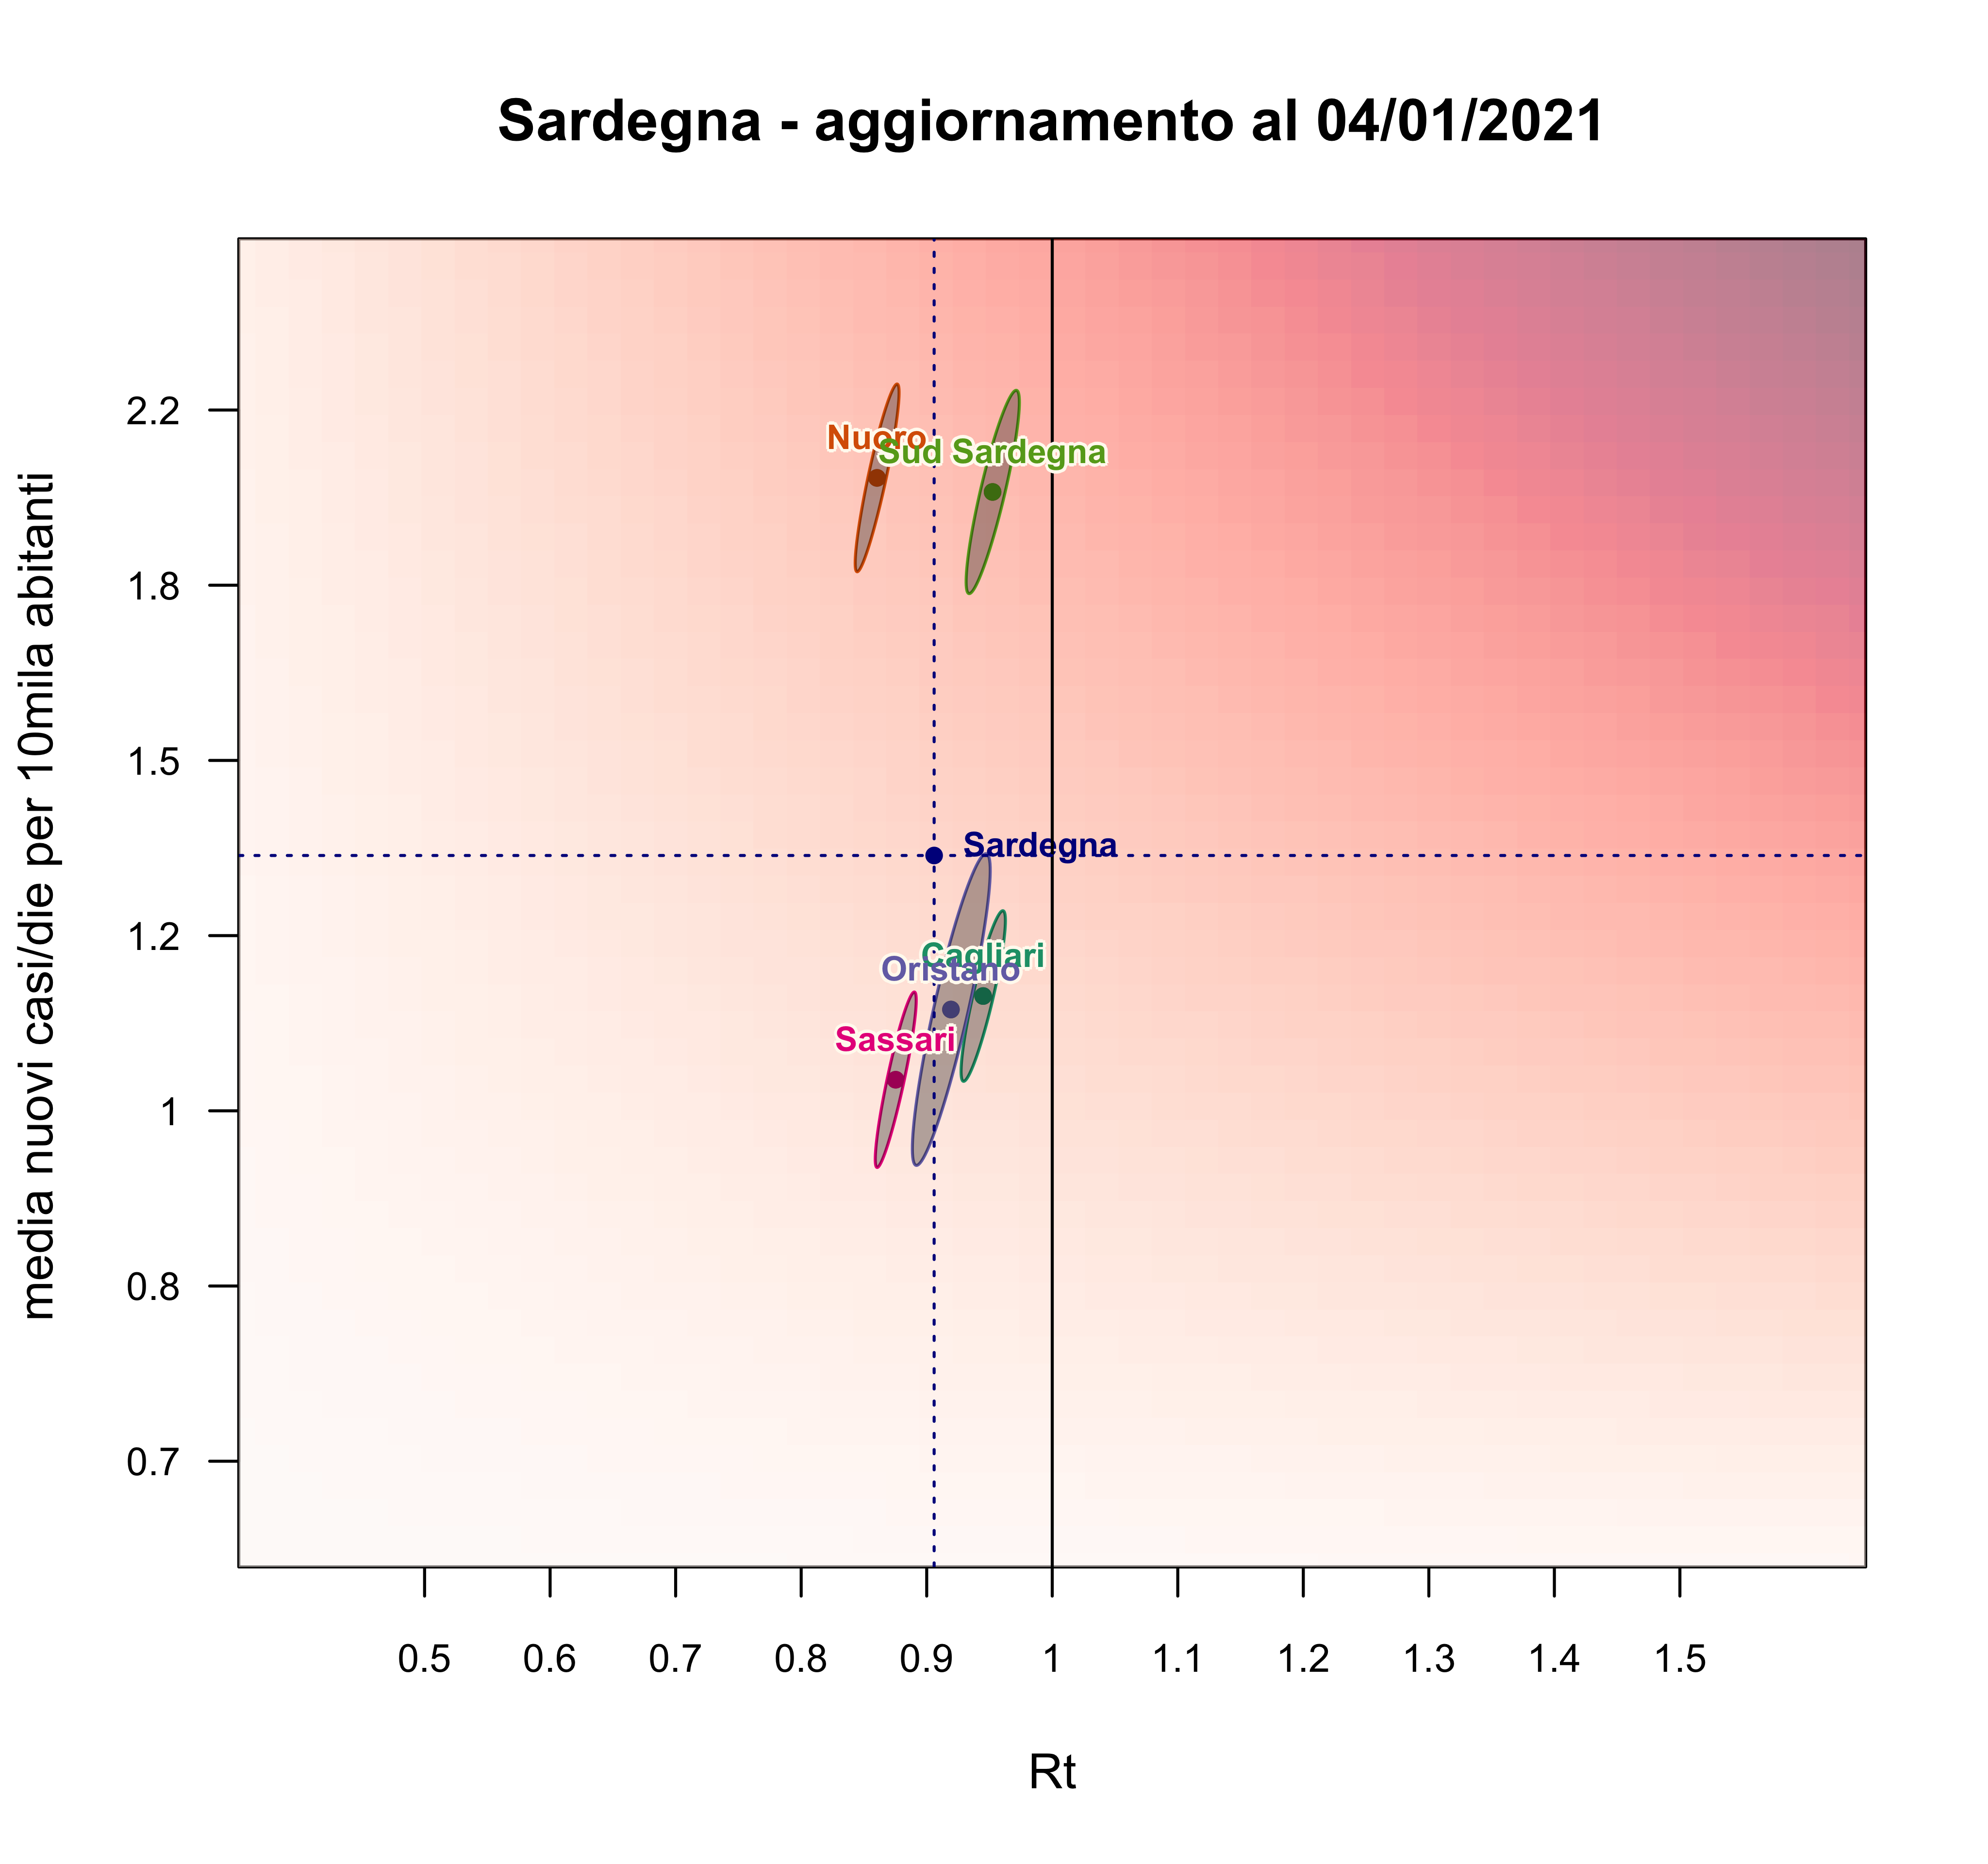 Sardegna - aggiornamento al 04/01/2021
media nuovi casi/die per 10mila abitanti
2.2
1.8
1.5
1.2
1
0.8
0.7
Nuoro
Sud Sardegna
Sardegna
Cagliari
Oristano
Sassari
0.5 0.6 0.7 0.8 0.9 1 1.1 1.2 1.3 1.4 1.5
Rt